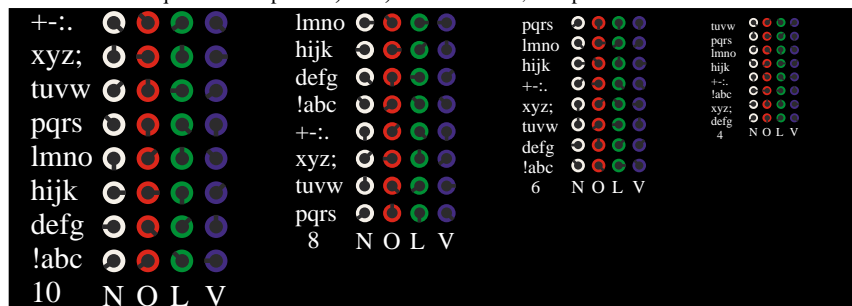 +-:.
xyz;
tuvw
pqrs
lmno
hijk
defg
!abc
10 N O L V
lmno
hijk
defg
!abc
+-:.
xyz;
tuvw
pqrs
8 N O L V
pqrs
lmno
hijk
+-:.
xyz;
tuvw
defg
!abc
6 N O L V
tuvw
pqrs
lmno
hijk
+-:.
!abc
xyz;
defg
4 N O L V